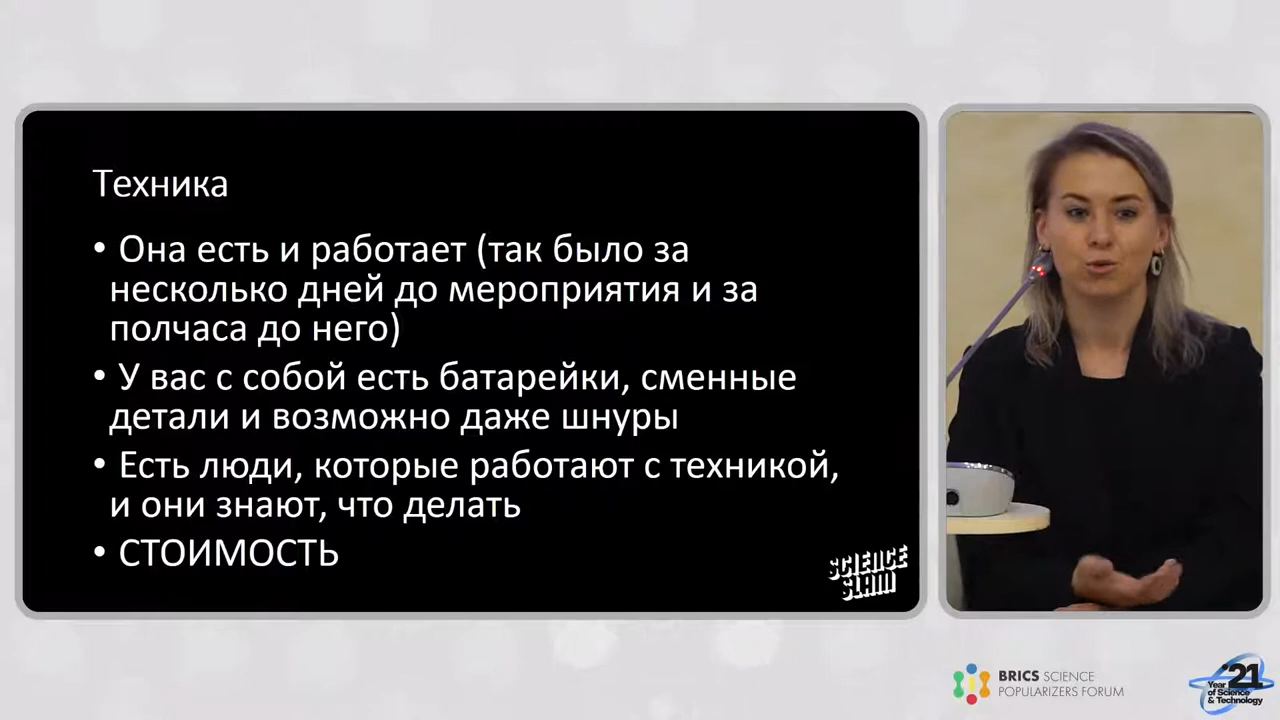 Техника
• Она есть и работает (так было за
несколько дней до мероприятия и за
полчаса до него)
• У вас с собой есть батарейки, сменные
детали и возможно даже шнуры
• Есть люди, которые работают с техникой,
и они знают, что делать
• СТОИМОСТЬ
SCIENCE
SLAM
BRICS SCIENCE
POPULARIZERS FORUM
'21
Year
of Science
& Technology